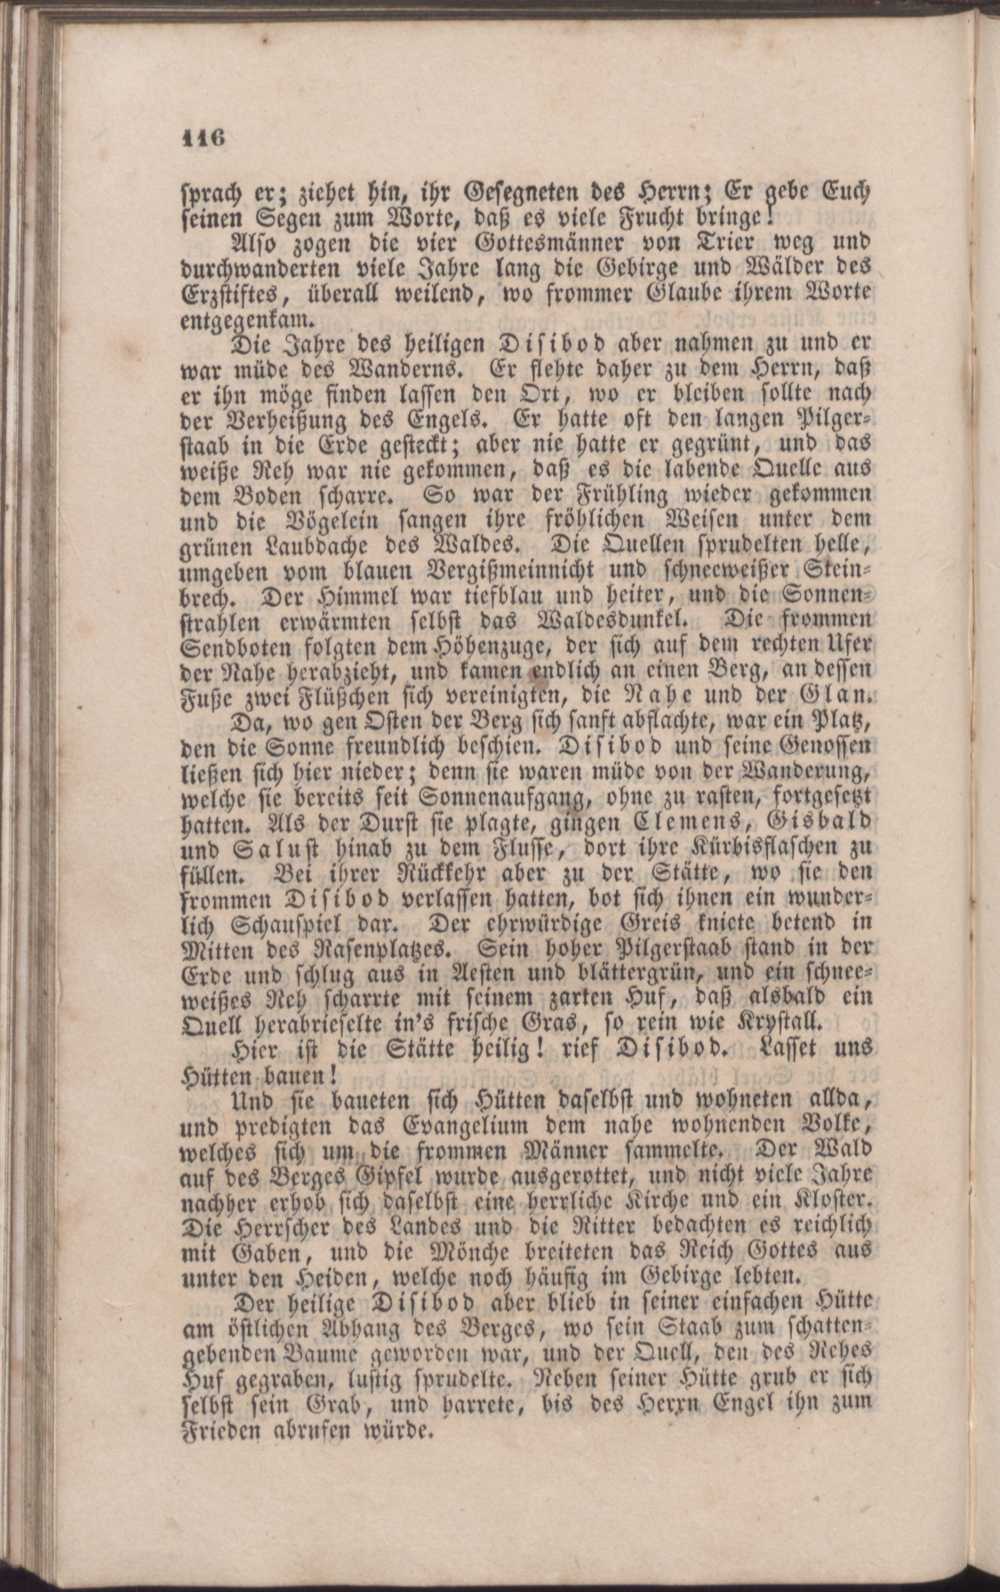 116
sprach er; ziehet hin, ihr Gesegneten des Herrn; Er gebe Euch
seinen Segen zum Worte, daß es viele Frucht bringe!
Also zogen die vier Gottesmänner von Trier weg und
durchwanderten viele Jahre lang die Gebirge und Wälder des
Erzstiftes, überall weilend, wo frommer Glaube ihrem Worte
entgegenkam.
Die Jahre des heiligen Disibod aber nahmen zu und er
war müde des Wanderns. Er flehte daher zu dem Herrn, daß
er ihn möge finden lassen den Ort, wo er bleiben sollte nach
der Verheißung des Engels. Er hatte oft den langen Pilger-
staab in die Erde gesteckt; aber nie hatte er gegrünt, und das
weiße Reh war nie gekommen, daß es die labende Quelle aus
dem Boden scharre. So war der Frühling wieder gekommen
und die Vögelein sangen ihre fröhlichen Weisen unter dem
grünen Laubdache des Waldes. Die Quellen sprudelten helle,
umgeben vom blauen Vergißmeinnicht und schneeweißer Stein-
brech. Der Himmel war tiefblau und heiter, und die Sonnen-
strahlen erwärmten selbst das Waldesdunkel. Die frommen
Sendboten folgten dem Höhenzuge, der sich auf dem rechten Ufer
der Nahe herabzieht, und kamen endlich an einen Berg, an dessen
Fuße zwei Flüßchen sich vereinigten, die Nahe und der Glan.
Da, wo gen Osten der Berg sich sanft abflachte, war ein Platz,
den die Sonne freundlich beschien. Disibod und seine Genossen
ließen sich hier nieder; denn sie waren müde von der Wanderung,
welche sie bereits seit Sonnenaufgang, ohne zu rasten, fortgesetzt
hatten. Als der Durst sie plagte, gingen Clemens, Gisbald
und Salust hinab zu dem Flusse, dort ihre Kürbisflaschen zu
füllen. Bei ihrer Rückkehr aber zu der Stätte, wo sie den
frommen Disibod verlassen hatten, bot sich ihnen ein wunder-
lich Schauspiel dar. Der ehrwürdige Greis kniete betend in
Mitten des Rasenplatzes. Sein hoher Pilgerstaab stand in der
Erde und schlug aus in Aesten und blättergrün, und ein schnee-
weißes Reh scharrte mit seinem zarten Huf, daß alsbald ein
Quell herabrieselte in's frische Gras, so rein wie Krystall.
Hier ist die Stätte heilig! rief Disibod. Lasset uns
Hütten bauen!
Und sie baueten sich Hütten daselbst und wohneten allda,
und predigten das Evangelium dem nahe wohnenden Volke,
welches sich um die frommen Männer sammelte. Der Wald
auf des Berges Gipfel wurde ausgerottet, und nicht viele Jahre
nachher erhob sich daselbst eine herrliche Kirche und ein Kloster.
Die Herrscher des Landes und die Ritter bedachten es reichlich
mit Gaben, und die Mönche breiteten das Reich Gottes aus
unter den Heiden, welche noch häufig im Gebirge lebten.
Der heilige Disibod aber blieb in seiner einfachen Hütte
am östlichen Abhang des Berges, wo sein Staab zum schatten-
gebenden Baume geworden war, und der Quell, den des Rehes
Huf gegraben, lustig sprudelte. Neben seiner Hütte grub er sich
selbst sein Grab, und harrete, bis des Herrn Engel ihn zum
Frieden abrufen würde.